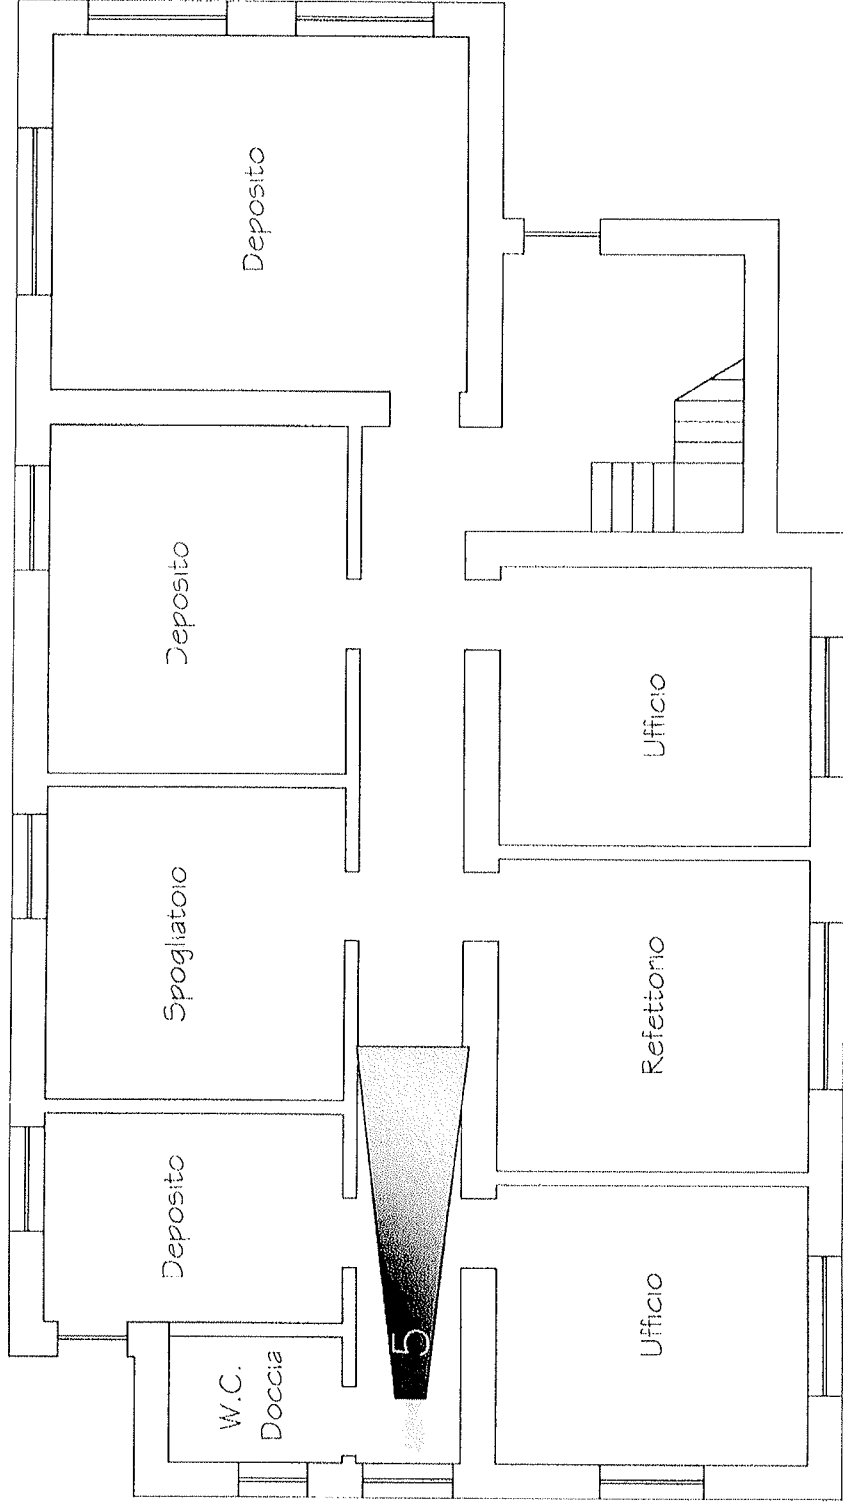 W.C.
Doccia
Deposito
Spogliatoio
Deposito
Deposito
5
Ufficio
Refettorio
Ufficio